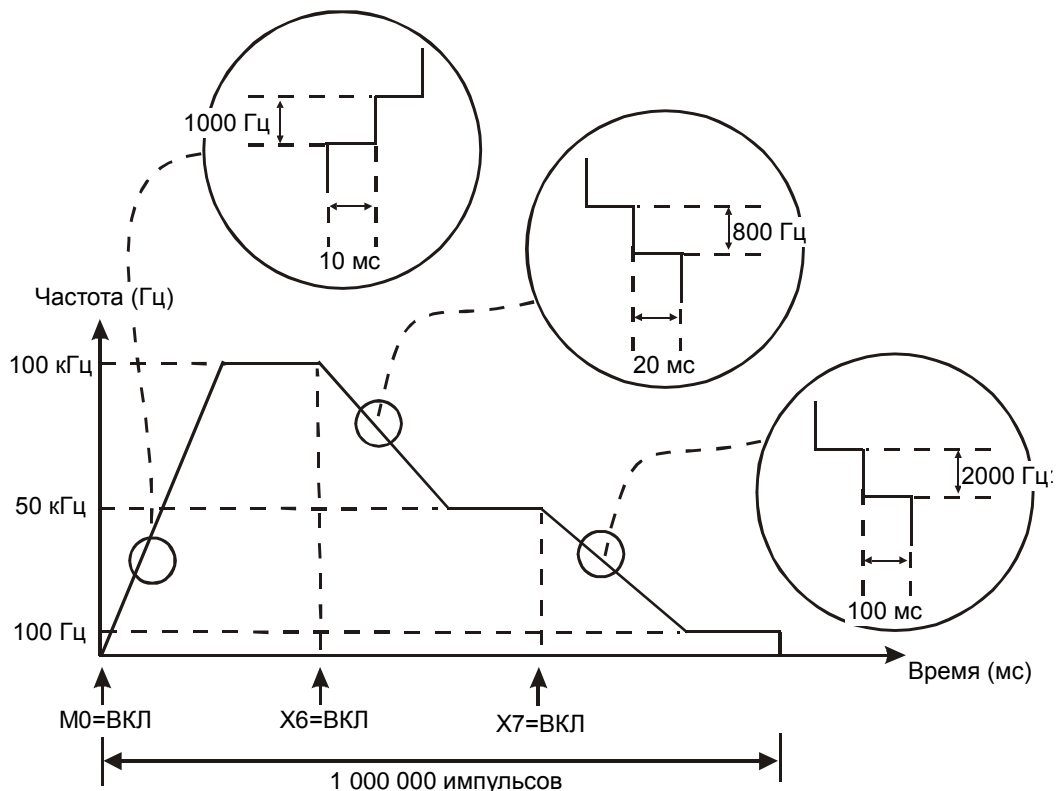 1000 Гц
10 мс
800 Гц
20 мс
Частота (Гц)
100 кГц
2000 Гц
50 кГц
100 мс
100 Гц
Время (мс)
M0=ВКЛ
X6=ВКЛ
X7=ВКЛ
1 000 000 импульсов